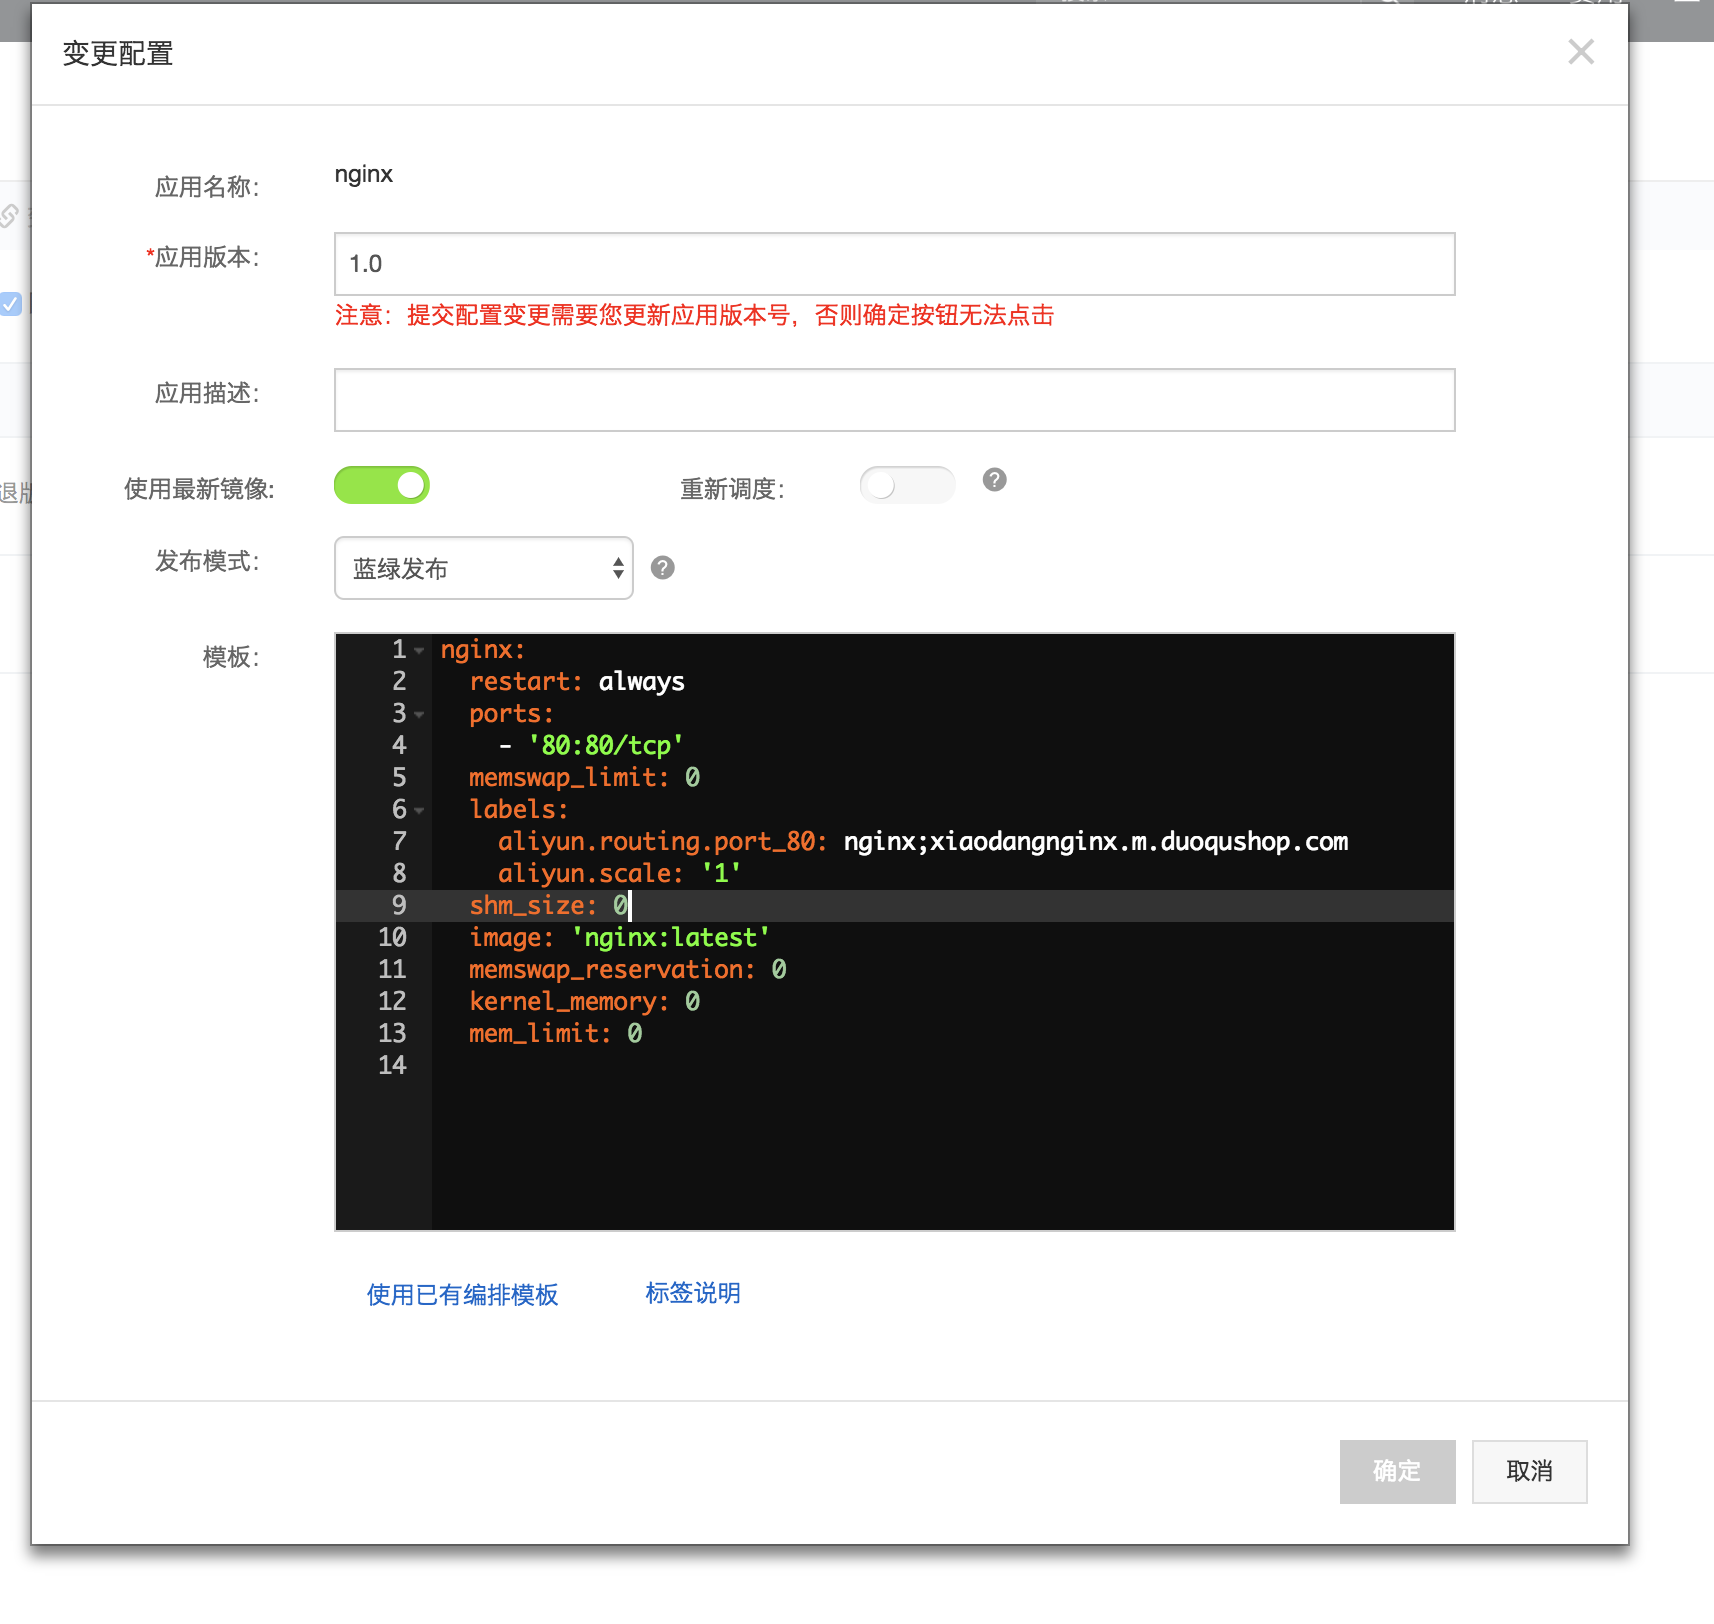 变更配置
应用名称:
nginx
*应用版本:
1.0
注意：提交配置变更需要您更新应用版本号，否则确定按钮无法点击
应用描述:
使用最新镜像:
重新调度:
退版
发布模式:
蓝绿发布
模板:
1 nginx:
2   restart: always
3   ports:
4     - '80:80/tcp'
5   memswap_limit: 0
6   labels:
7     aliyun.routing.port_80: nginx;xiaodangnginx.m.duoqushop.com
8     aliyun.scale: '1'
9   shm_size: 0
10   image: 'nginx:latest'
11   memswap_reservation: 0
12   kernel_memory: 0
13   mem_limit: 0
14
使用已有编排模板
标签说明
确定
取消